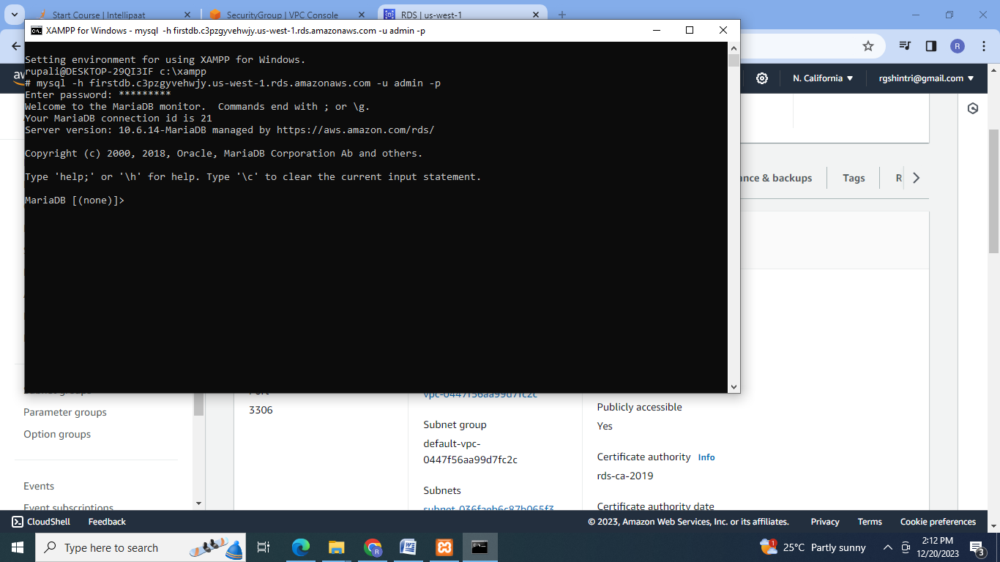 Start Course | Intellipaat
SecurityGroup | VPC Console
RDS | us-west-1
XAMPP for Windows - mysql -h firstdb.c3pzgyvehwjy.us-west-1.rds.amazonaws.com -u admin -p
Setting environment for using XAMPP for Windows.
rupali@DESKTOP-29QI3IF c:\xampp
# mysql -h firstdb.c3pzgyvehwjy.us-west-1.rds.amazonaws.com -u admin -p
Enter password: *********
Welcome to the MariaDB monitor.  Commands end with ; or \g.
Your MariaDB connection id is 21
Server version: 10.6.14-MariaDB managed by https://aws.amazon.com/rds/
Copyright (c) 2000, 2018, Oracle, MariaDB Corporation Ab and others.
Type 'help;' or '\h' for help. Type '\c' to clear the current input statement.
MariaDB [(none)]>
R
N. California
rgshintri@gmail.com
ance & backups
Tags
R
Subnet groups
Parameter groups
Option groups
Events
Event subscriptions
Port
3306
vpc-0447f56aa99d7fc2c
Subnet group
default-vpc-
0447f56aa99d7fc2c
Subnets
subnet-036faeb6c87b065f3
Publicly accessible
Yes
Certificate authority Info
rds-ca-2019
Certificate authority date
CloudShell
Feedback
© 2023, Amazon Web Services, Inc. or its affiliates.
Privacy
Terms
Cookie preferences
Type here to search
1
25°C Partly sunny
2:12 PM
12/20/2023
3